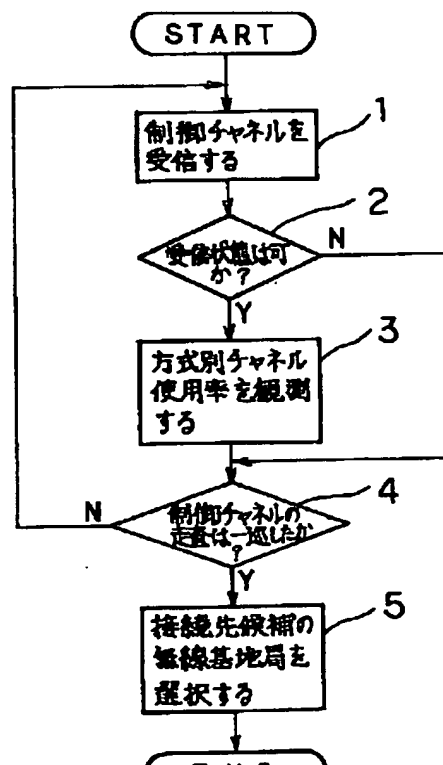 START
制御チャネルを
受信する
1
受信状態は可
か?
2
N
Y
方式別チャネル
使用率を観測
する
3
制御チャネルの
走査は一巡したか
?
4
N
Y
接続先候補の
無線基地局を
選択する
5